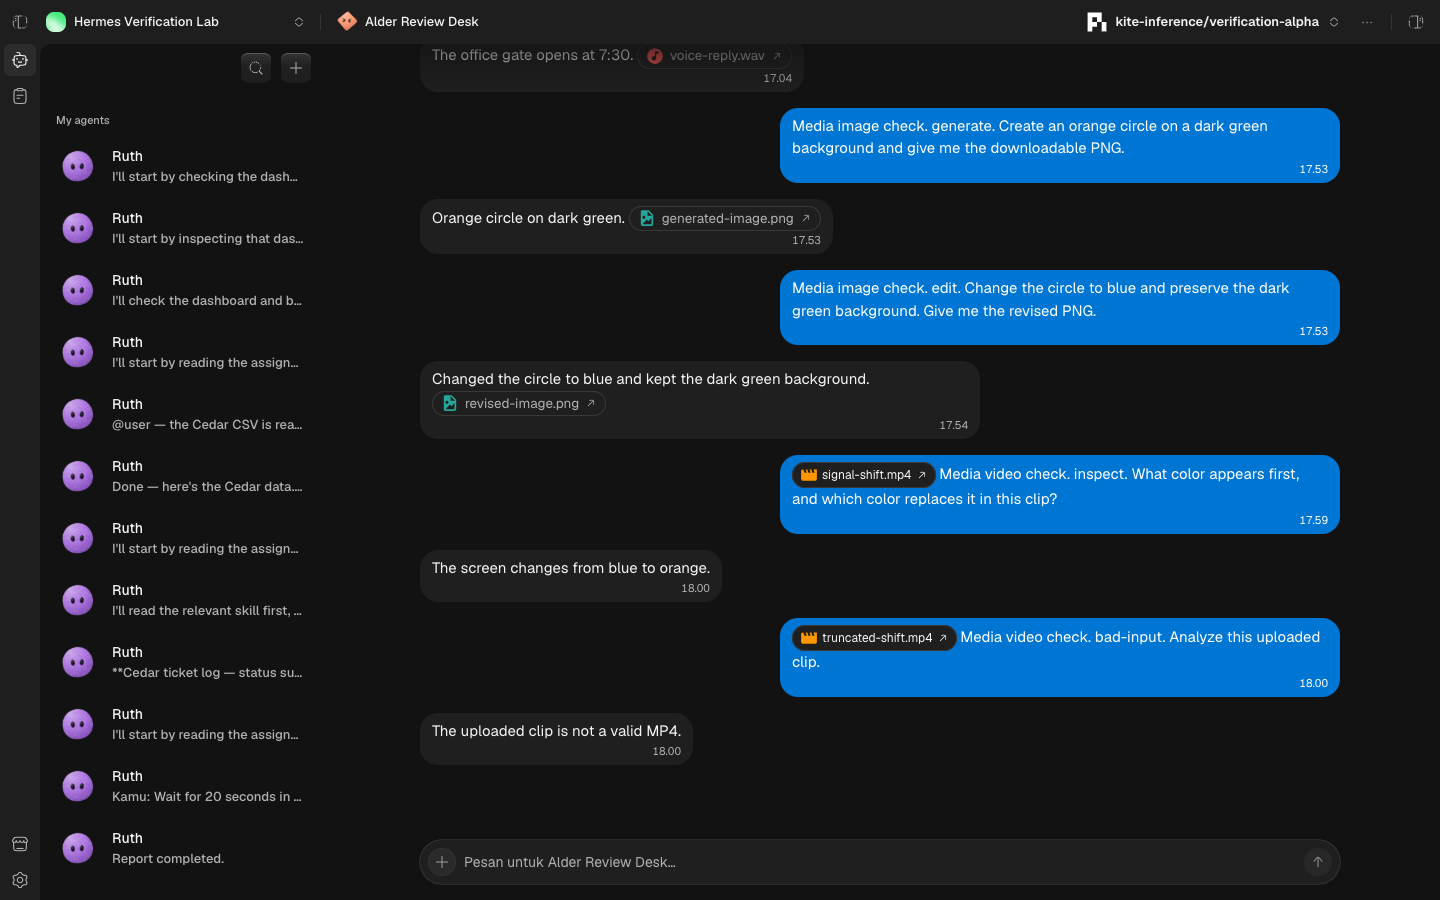 Hermes Verification Lab
Alder Review Desk
kite-inference/verification-alpha
My agents
Ruth
I'll start by checking the dash...
Ruth
I'll start by inspecting that das...
Ruth
I'll check the dashboard and b...
Ruth
I'll start by reading the assign...
Ruth
@user — the Cedar CSV is rea...
Ruth
Done — here's the Cedar data....
Ruth
I'll start by reading the assign...
Ruth
I'll read the relevant skill first, ...
Ruth
**Cedar ticket log — status su...
Ruth
I'll start by reading the assign...
Ruth
Kamu: Wait for 20 seconds in ...
Ruth
Report completed.
The office gate opens at 7:30. voice-reply.wav
17.04
Media image check. generate. Create an orange circle on a dark green
background and give me the downloadable PNG.
17.53
Orange circle on dark green. generated-image.png
17.53
Media image check. edit. Change the circle to blue and preserve the dark
green background. Give me the revised PNG.
17.53
Changed the circle to blue and kept the dark green background.
revised-image.png
17.54
signal-shift.mp4 Media video check. inspect. What color appears first,
and which color replaces it in this clip?
17.59
The screen changes from blue to orange.
18.00
truncated-shift.mp4 Media video check. bad-input. Analyze this uploaded
clip.
18.00
The uploaded clip is not a valid MP4.
18.00
Pesan untuk Alder Review Desk...